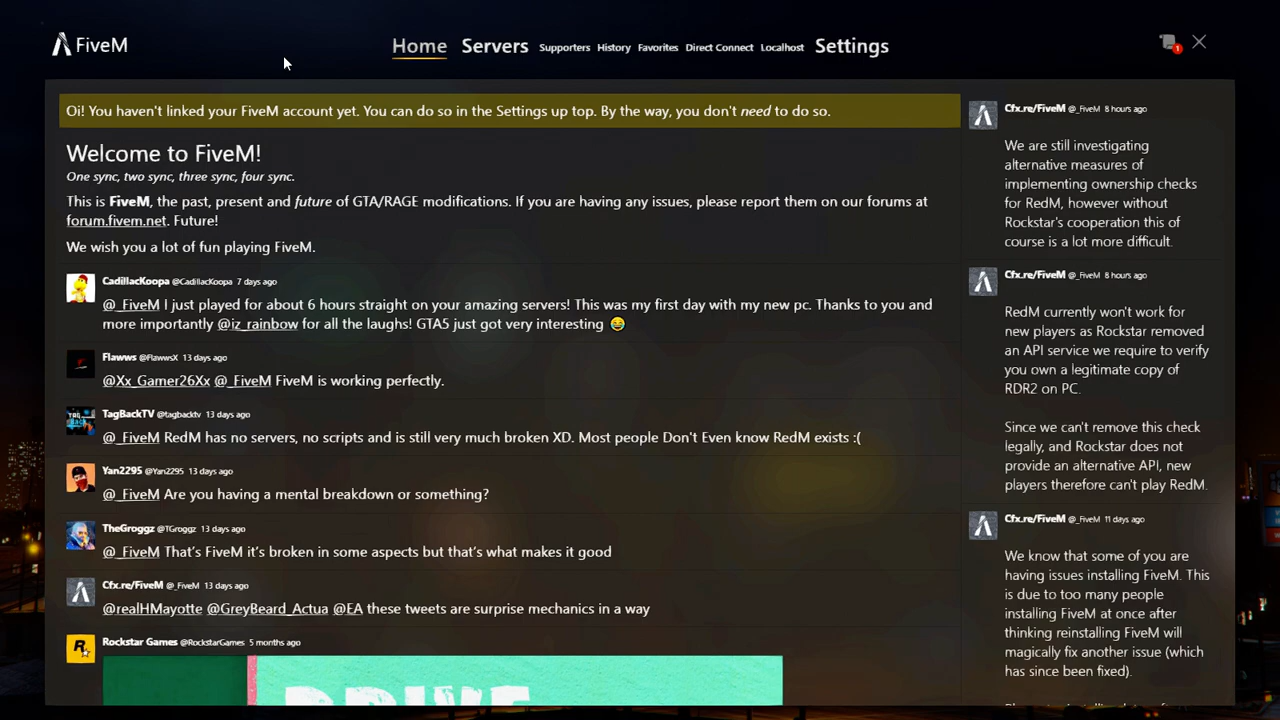 FiveM
Home Servers Supporters History Favorites Direct Connect Localhost Settings
1
Oi! You haven't linked your FiveM account yet. You can do so in the Settings up top. By the way, you don't need to do so.
Welcome to FiveM!
One sync, two sync, three sync, four sync.
This is FiveM, the past, present and future of GTA/RAGE modifications. If you are having any issues, please report them on our forums at
forum.fivem.net. Future!
We wish you a lot of fun playing FiveM.
CadillacKoopa @CadillacKoopa 7 days ago
@_FiveM I just played for about 6 hours straight on your amazing servers! This was my first day with my new pc. Thanks to you and
more importantly @iz_rainbow for all the laughs! GTA5 just got very interesting 😂
Flawws @FlawwsX 13 days ago
@Xx_Gamer26Xx @_FiveM FiveM is working perfectly.
TagBackTV @tagbacktv 13 days ago
@_FiveM RedM has no servers, no scripts and is still very much broken XD. Most people Don't Even know RedM exists :(
Yan2295 @Yan2295 13 days ago
@_FiveM Are you having a mental breakdown or something?
TheGroggz @TGroggz 13 days ago
@_FiveM That's FiveM it's broken in some aspects but that's what makes it good
Cfx.re/FiveM @_FiveM 13 days ago
@realHMayotte @GreyBeard_Actua @EA these tweets are surprise mechanics in a way
Rockstar Games @RockstarGames 5 months ago
DRIVE
Cfx.re/FiveM @_FiveM 8 hours ago
We are still investigating
alternative measures of
implementing ownership checks
for RedM, however without
Rockstar's cooperation this of
course is a lot more difficult.
Cfx.re/FiveM @_FiveM 8 hours ago
RedM currently won't work for
new players as Rockstar removed
an API service we require to verify
you own a legitimate copy of
RDR2 on PC.
Since we can't remove this check
legally, and Rockstar does not
provide an alternative API, new
players therefore can't play RedM.
Cfx.re/FiveM @_FiveM 11 days ago
We know that some of you are
having issues installing FiveM. This
is due to too many people
installing FiveM at once after
thinking reinstalling FiveM will
magically fix another issue (which
has since been fixed).